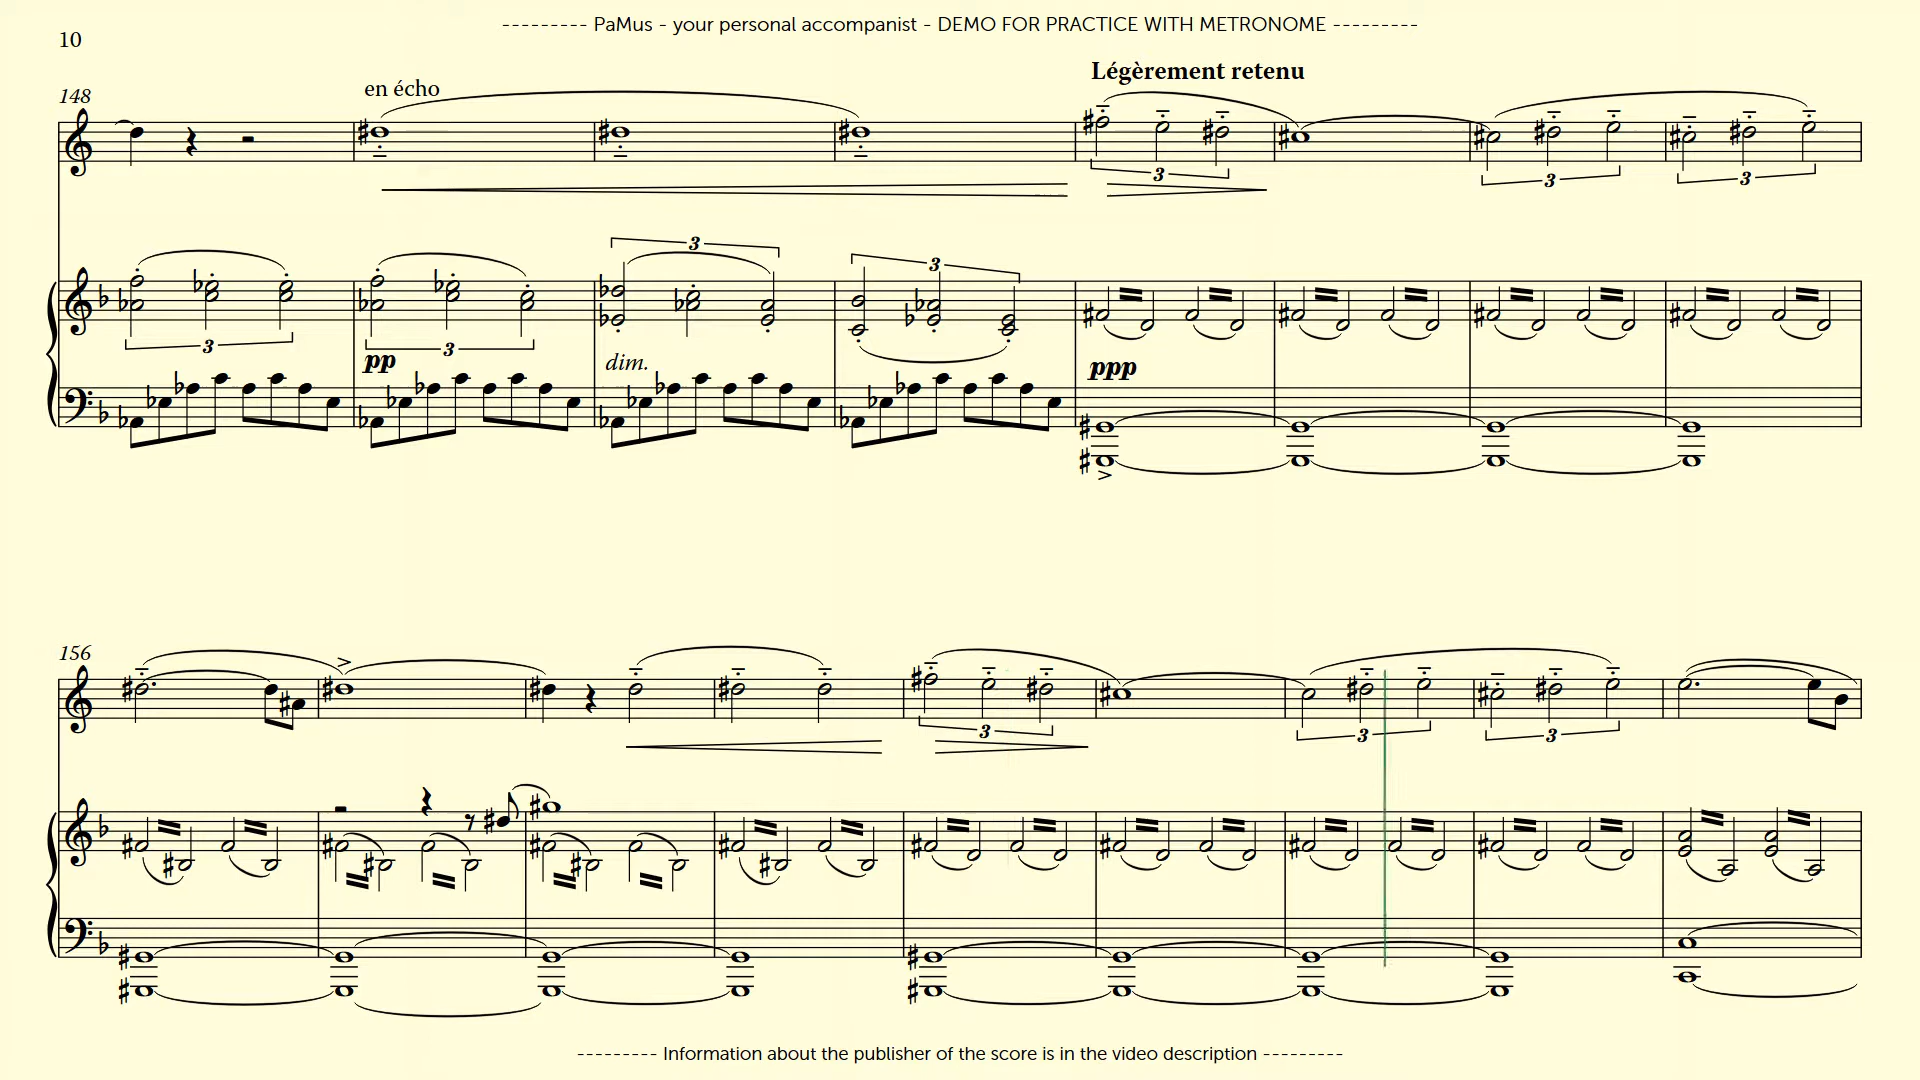 --------- PaMus - your personal accompanist - DEMO FOR PRACTICE WITH METRONOME ---------
10
Légèrement retenu
148
en écho
3
3
3
3
3
3
3
3
pp
dim.
ppp
156
3
3
3
--------- Information about the publisher of the score is in the video description ---------